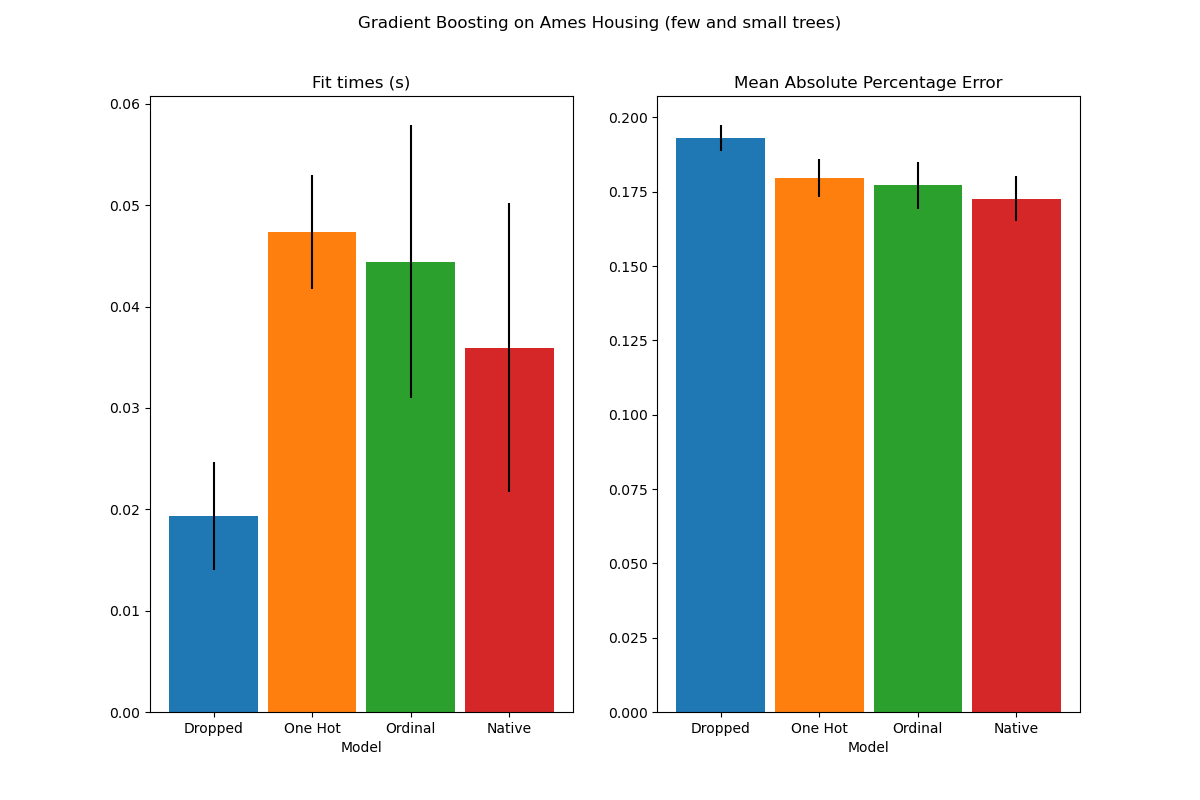 Gradient Boosting on Ames Housing (few and small trees)
Fit times (s)
0.06
0.05
0.04
0.03
0.02
0.01
0.00
Dropped One Hot Ordinal Native
Model
Mean Absolute Percentage Error
0.200
0.175
0.150
0.125
0.100
0.075
0.050
0.025
0.000
Dropped One Hot Ordinal Native
Model